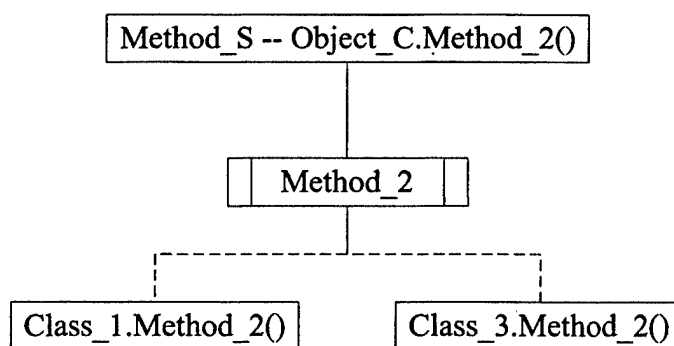 Method_S -- Object_C.Method_2()
Method_2
Class_1.Method_2()
Class_3.Method_2()